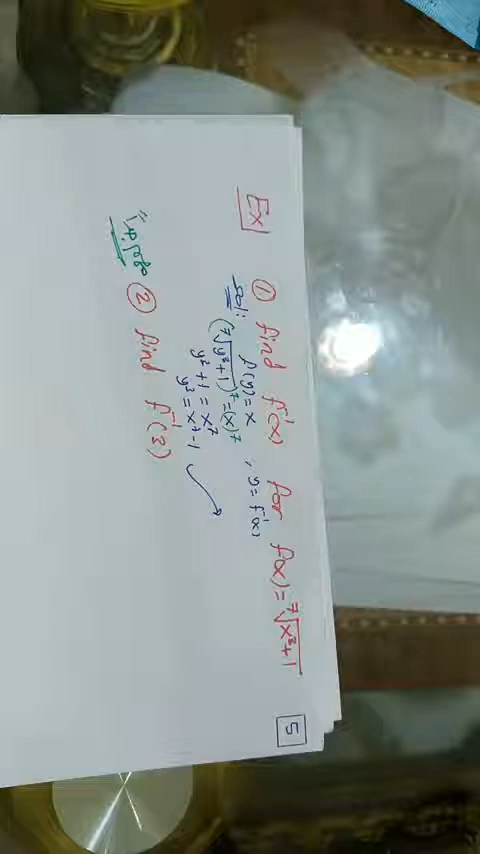 Ex] ① find f⁻¹(x) for f(x) = ⁷√(x³+1)
5
Sol: f(y) = x , y = f⁻¹(x)
(⁷√(y³+1))⁷ = (x)⁷
y³ + 1 = x⁷
y³ = x⁷ - 1
② find f⁻¹(3)